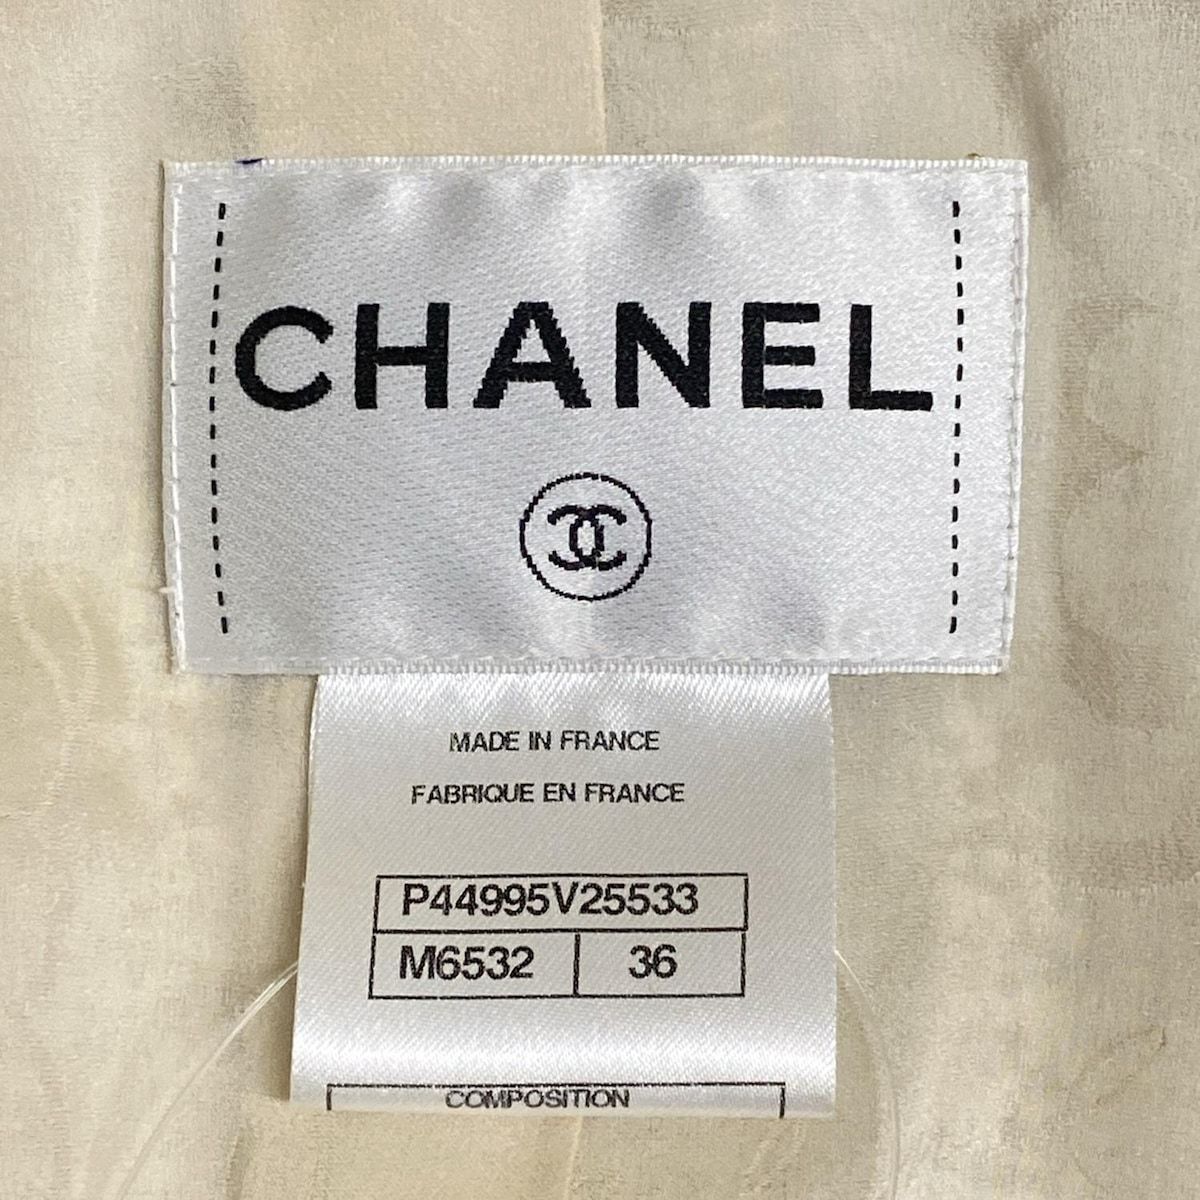 CHANEL
MADE IN FRANCE
FABRIQUE EN FRANCE
P44995V25533
M6532 36
COMPOSITION